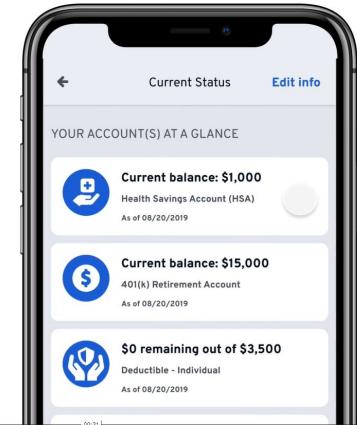 Current Status
Edit info
YOUR ACCOUNT(S) AT A GLANCE
Current balance: $1,000
Health Savings Account (HSA)
As of 08/20/2019
Current balance: $15,000
401(k) Retirement Account
As of 08/20/2019
$0 remaining out of $3,500
Deductible - Individual
As of 08/20/2019
00:21